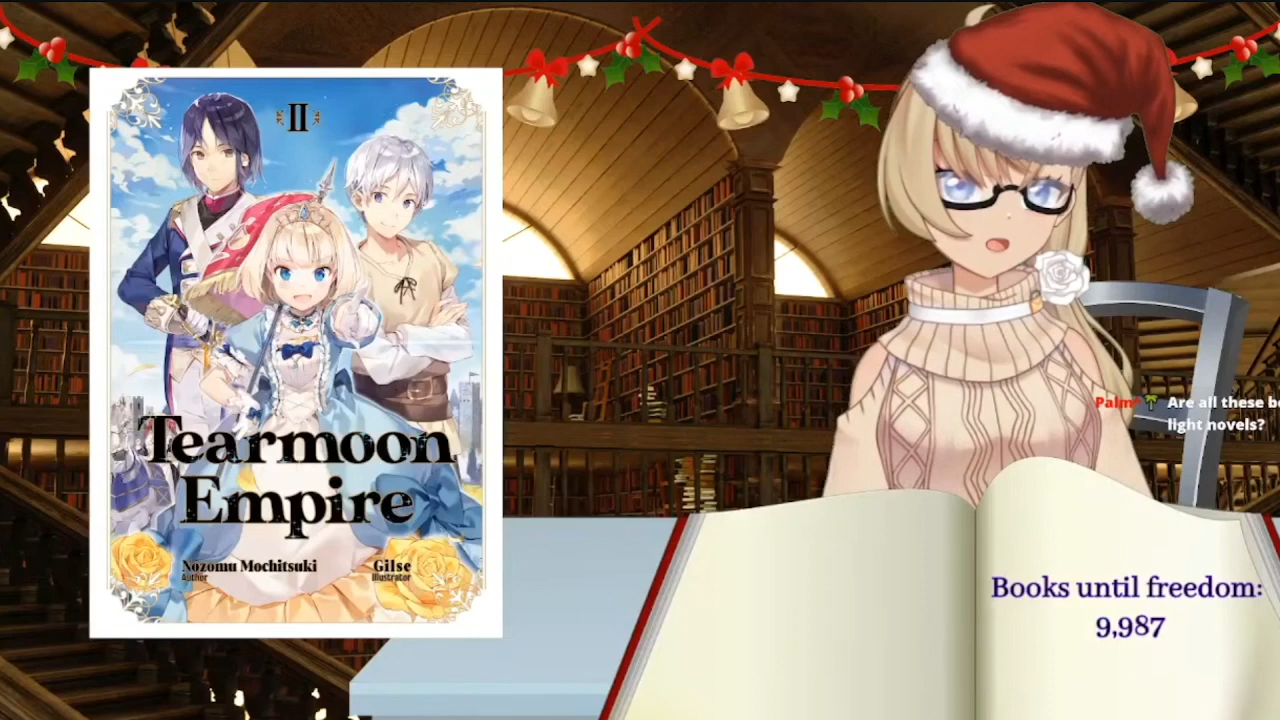 II
Tearmoon
Empire
Nozomu Mochitsuki
Author
Gilse
Illustrator
Palm Are all these
light novels?
Books until freedom:
9,987